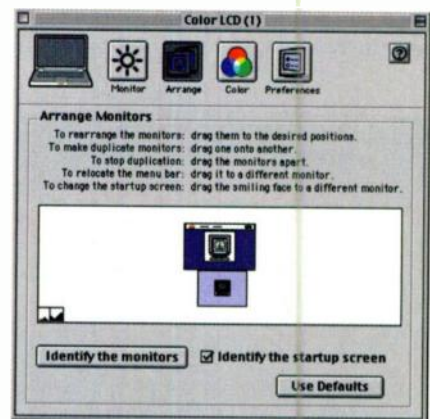 Color LCD (1)
Monitor Arrange Color Preferences
Arrange Monitors
To rearrange the monitors: drag them to the desired positions.
To make duplicate monitors: drag one onto another.
To stop duplication: drag the monitors apart.
To relocate the menu bar: drag it to a different monitor.
To change the startup screen: drag the smiling face to a different monitor.
Identify the monitors
Identify the startup screen
Use Defaults